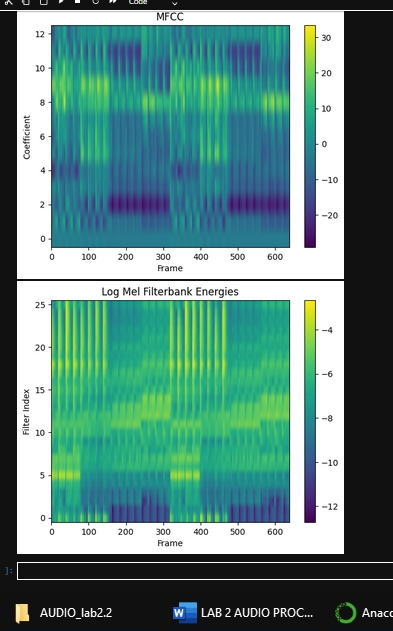 Code
MFCC
12
10
8
6
4
2
0
Coefficient
0 100 200 300 400 500 600
Frame
30
20
10
0
−10
−20
Log Mel Filterbank Energies
25
20
15
10
5
0
Filter Index
0 100 200 300 400 500 600
Frame
−4
−6
−8
−10
−12
]:
AUDIO_lab2.2
LAB 2 AUDIO PROC...
Anaco